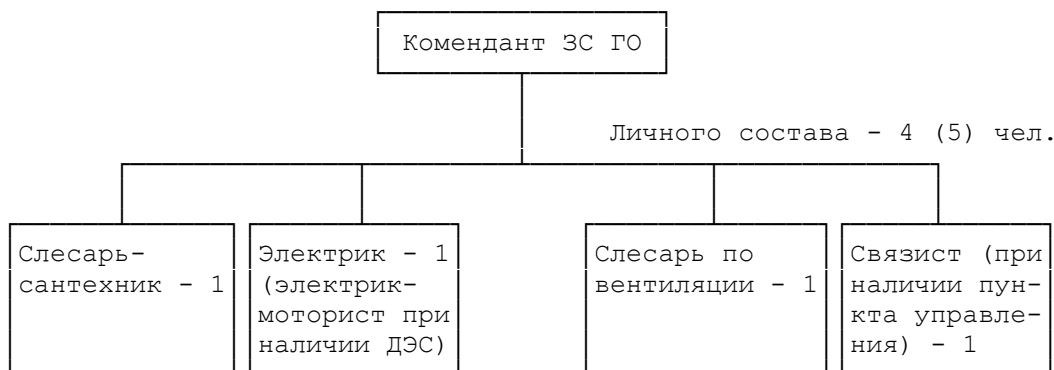 Комендант ЗС ГО
Личного состава - 4 (5) чел.
Слесарь-
сантехник - 1
Электрик - 1
(электрик-
моторист при
наличии ДЭС)
Слесарь по
вентиляции - 1
Связист (при
наличии пун-
кта управле-
ния) - 1